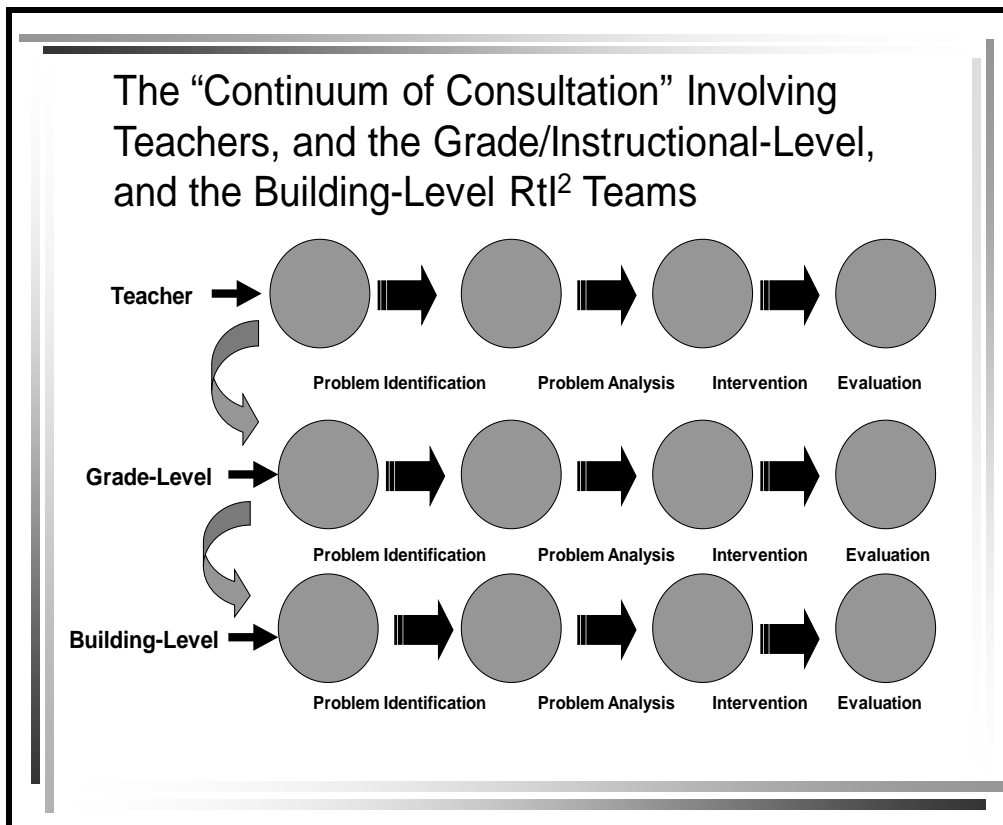 The “Continuum of Consultation” Involving
Teachers, and the Grade/Instructional-Level,
and the Building-Level RtI² Teams
Teacher
Problem Identification Problem Analysis Intervention Evaluation
Grade-Level
Problem Identification Problem Analysis Intervention Evaluation
Building-Level
Problem Identification Problem Analysis Intervention Evaluation